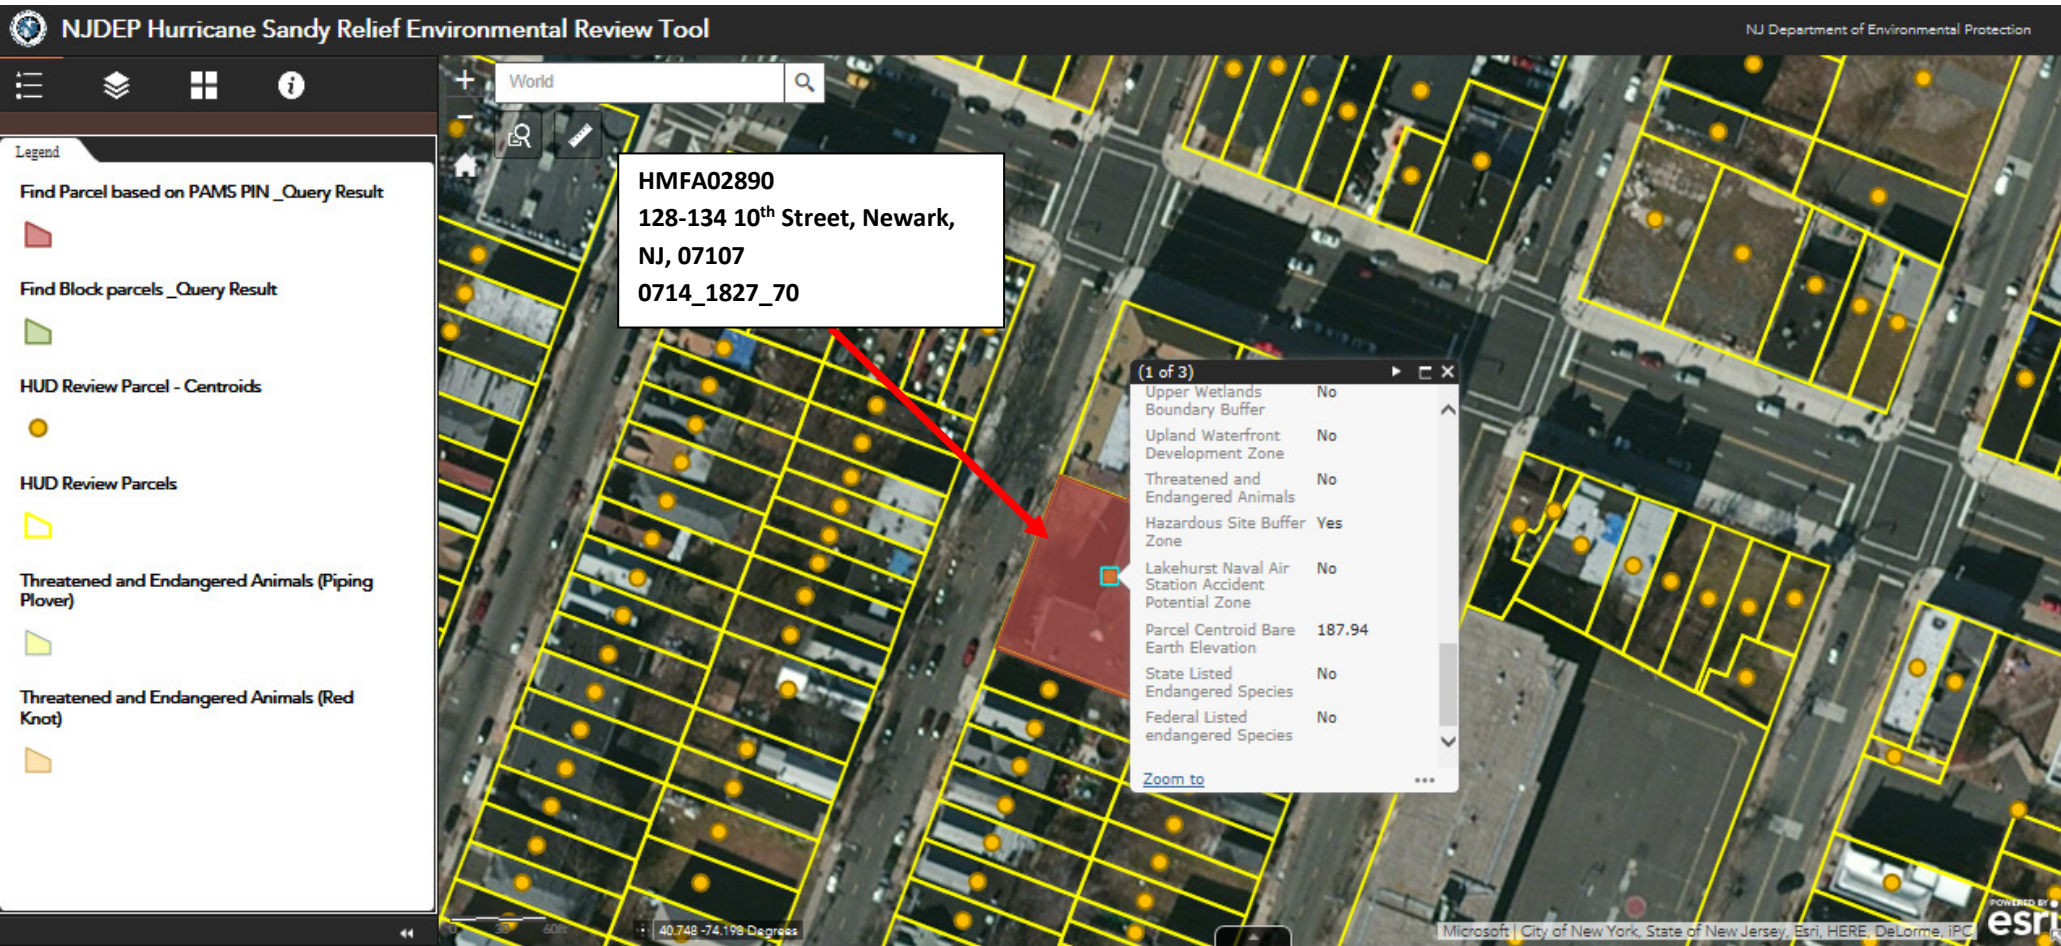 NJDEP Hurricane Sandy Relief Environmental Review Tool
NJ Department of Environmental Protection
World
Legend
Find Parcel based on PAMS PIN _Query Result
Find Block parcels _Query Result
HUD Review Parcel - Centroids
HUD Review Parcels
Threatened and Endangered Animals (Piping
Plover)
Threatened and Endangered Animals (Red
Knot)
HMFA02890
128-134 10th Street, Newark,
NJ, 07107
0714_1827_70
(1 of 3)
Upper Wetlands No
Boundary Buffer
Upland Waterfront No
Development Zone
Threatened and No
Endangered Animals
Hazardous Site Buffer Yes
Zone
Lakehurst Naval Air No
Station Accident
Potential Zone
Parcel Centroid Bare 187.94
Earth Elevation
State Listed No
Endangered Species
Federal Listed No
endangered Species
Zoom to
0 30 60ft
40.748 -74.198 Degrees
Microsoft | City of New York, State of New Jersey, Esri, HERE, DeLorme, iPC
POWERED BY
esri